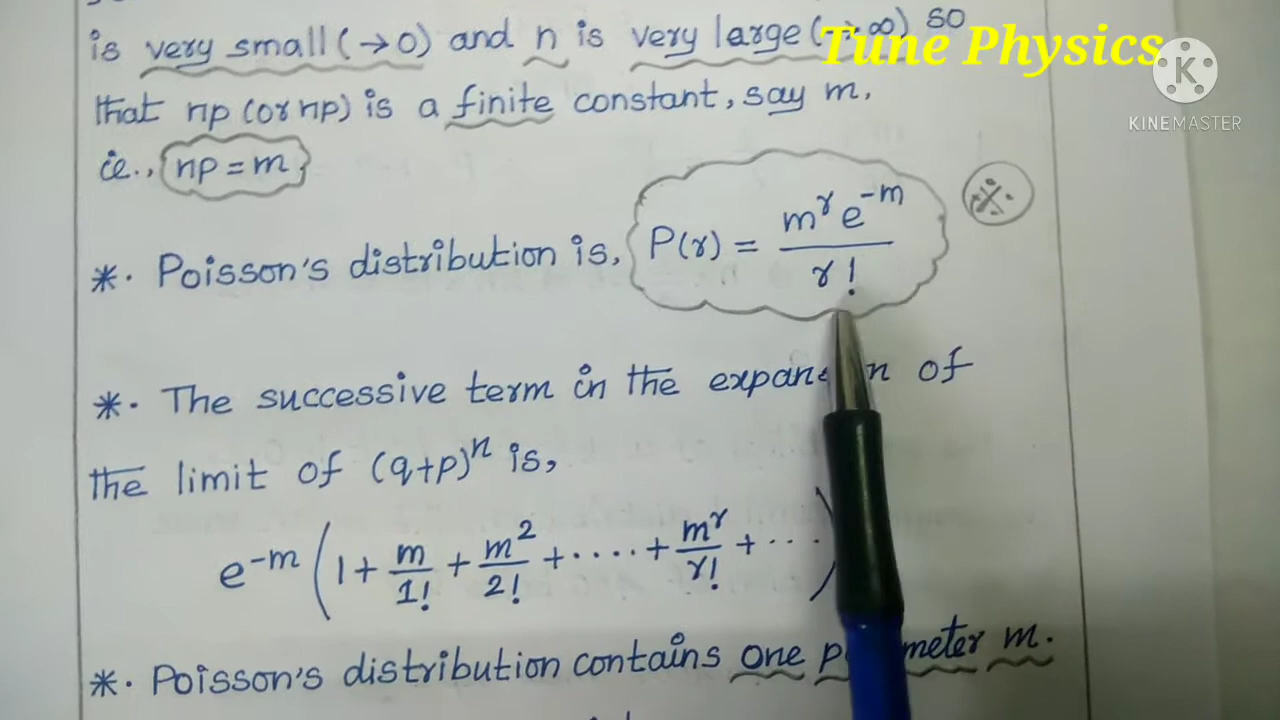 is very small (→0) and n is very large (→∞) so
Tune Physics
KINEMASTER
that np (or np) is a finite constant, say m.
ie., np = m
*. Poisson's distribution is, P(r) = m^r e^-m / r!
*. The successive term in the expan n of
the limit of (q+p)^n is,
e^-m (1 + m/1! + m^2/2! + .... + m^r/r! + ... )
*. Poisson's distribution contains one p meter m.